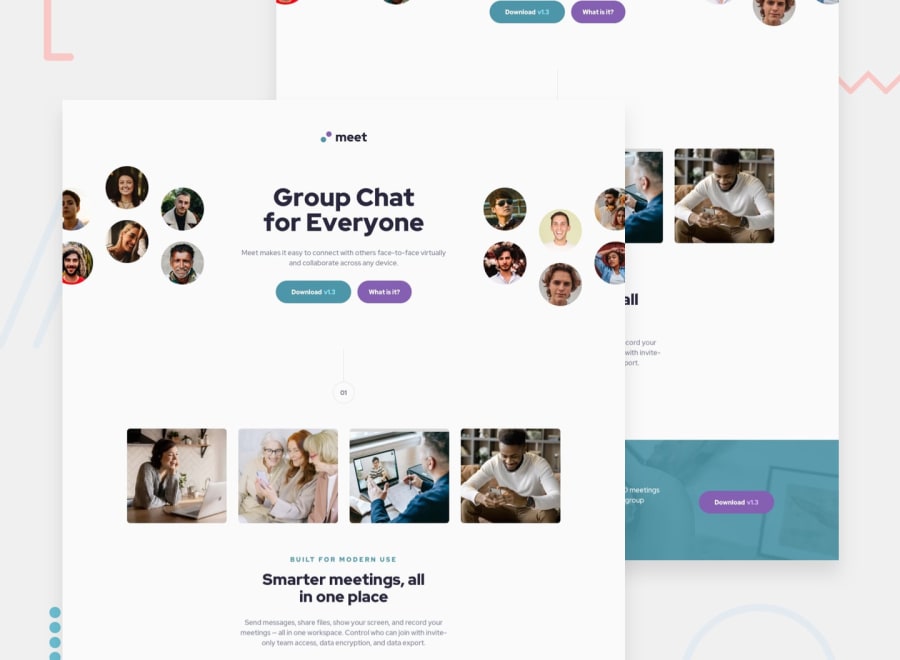 Download v1.3
What is it?
meet
Group Chat
for Everyone
Meet makes it easy to connect with others face-to-face virtually
and collaborate across any device.
Download v1.3
What is it?
01
BUILT FOR MODERN USE
Smarter meetings, all
in one place
Send messages, share files, show your screen, and record your
meetings – all in one workspace. Control who can join with invite-
only team access, data encryption, and data export.
all
cord your
with invite-
port.
meetings
group
Download v1.3